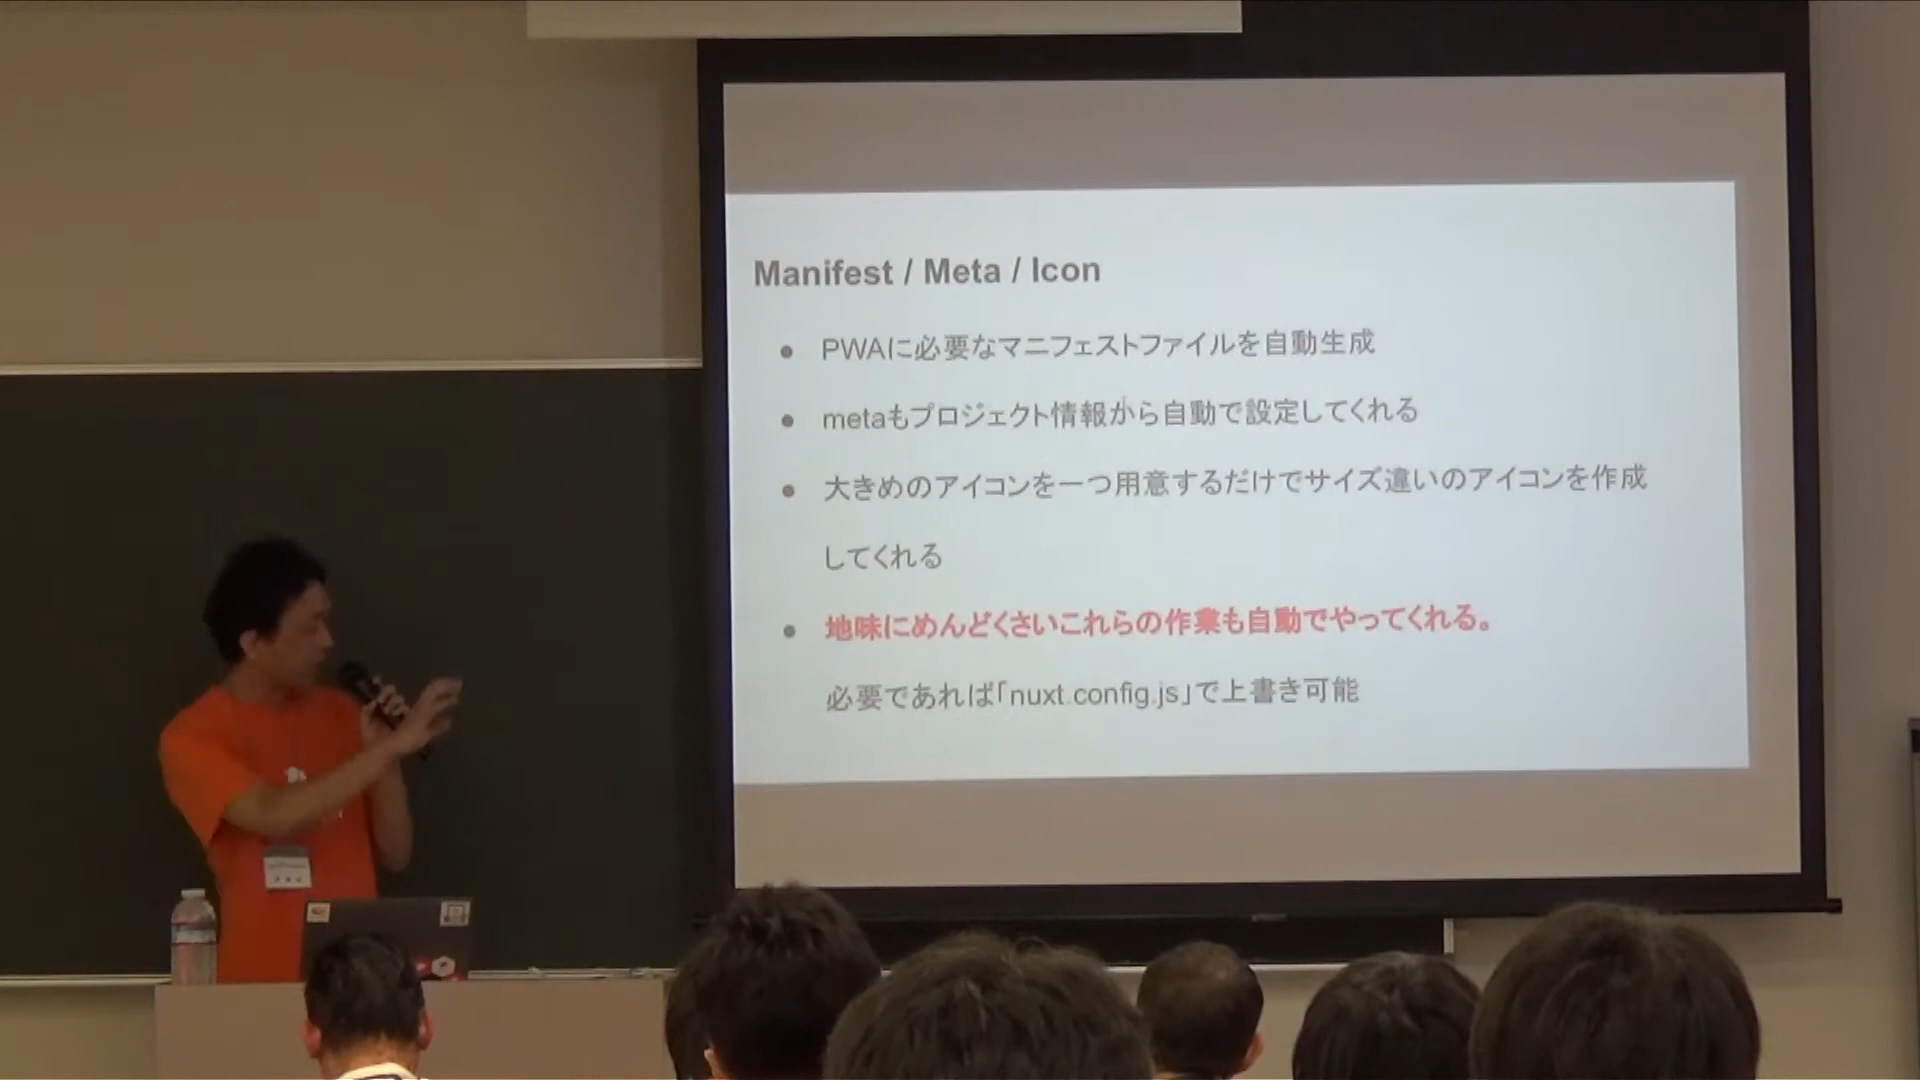 Manifest / Meta / Icon
● PWAに必要なマニフェストファイルを自動生成
● metaもプロジェクト情報から自動で設定してくれる
● 大きめのアイコンを一つ用意するだけでサイズ違いのアイコンを作成
してくれる
● 地味にめんどくさいこれらの作業も自動でやってくれる。
必要であれば「nuxt.config.js」で上書き可能